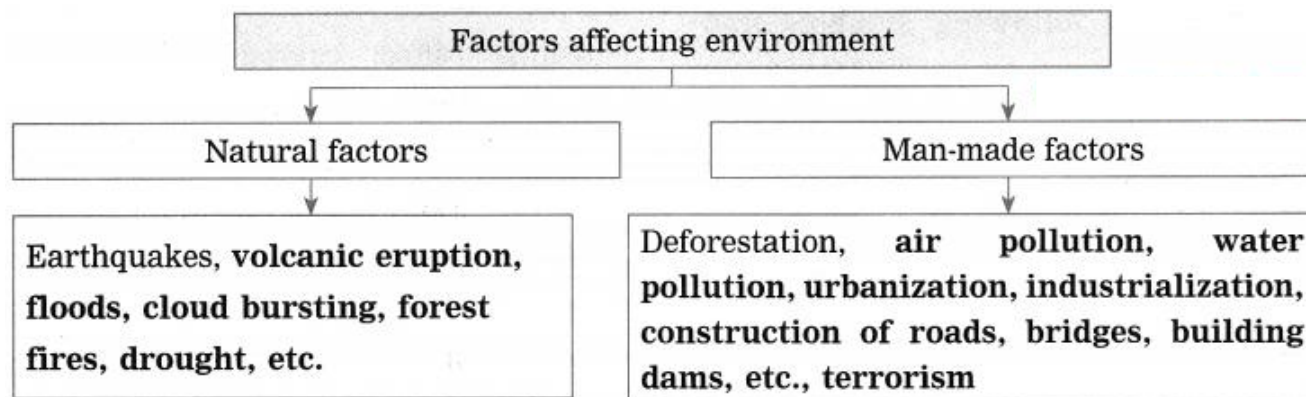 Factors affecting environment
Natural factors
Man-made factors
Earthquakes, volcanic eruption,
floods, cloud bursting, forest
fires, drought, etc.
Deforestation, air pollution, water
pollution, urbanization, industrialization,
construction of roads, bridges, building
dams, etc., terrorism